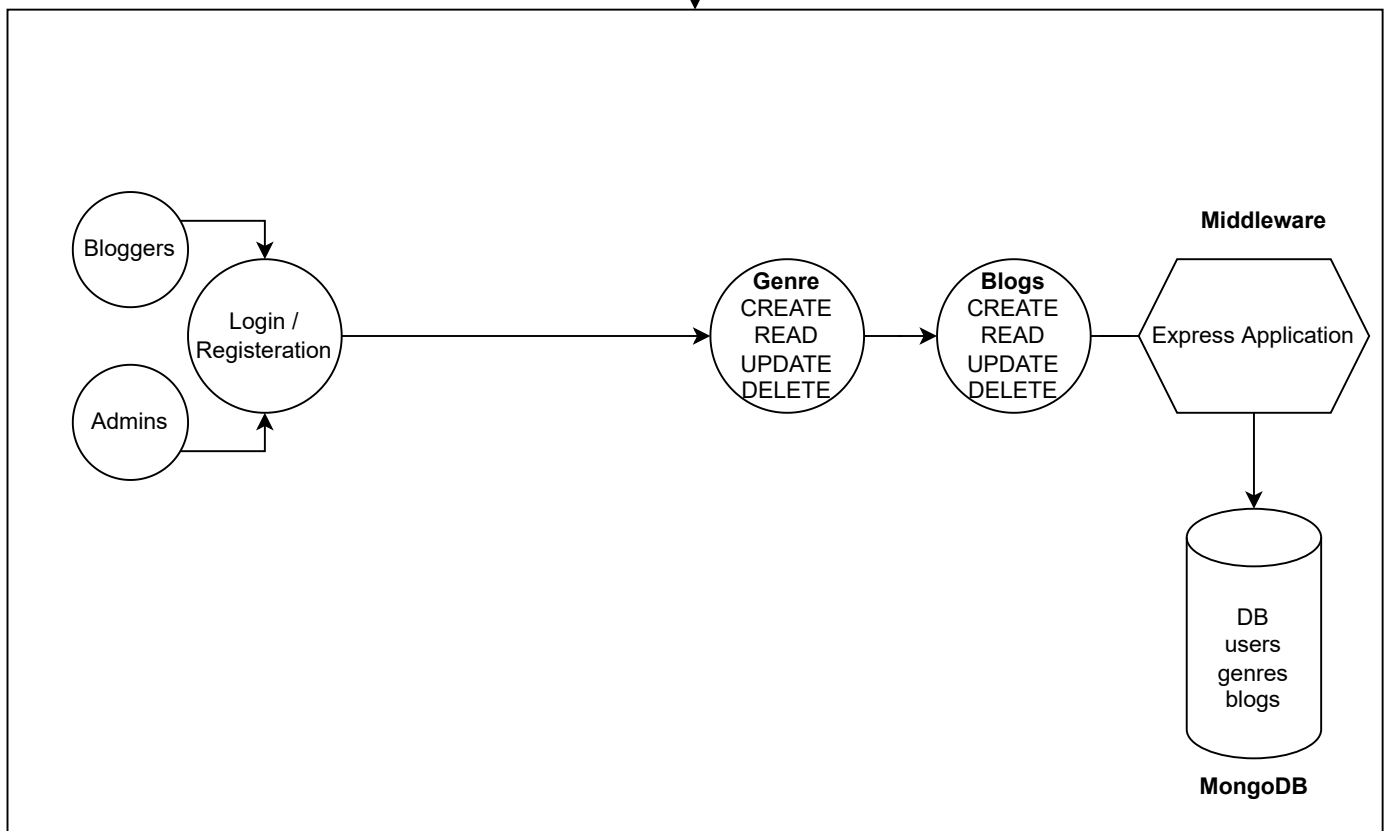 Bloggers
Login /
Registeration
Admins
Genre
CREATE
READ
UPDATE
DELETE
Blogs
CREATE
READ
UPDATE
DELETE
Middleware
Express Application
DB
users
genres
blogs
MongoDB